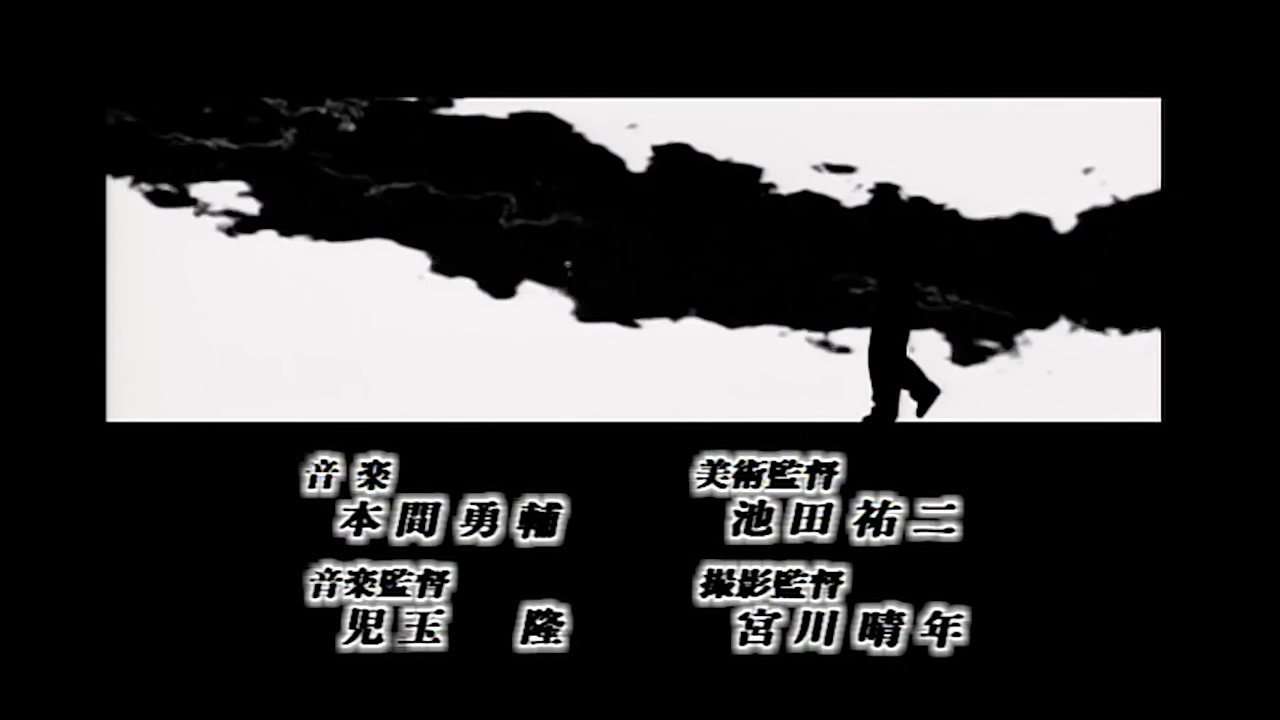 音楽
本間勇輔
音楽監督
児玉 隆
美術監督
池田祐二
撮影監督
宮川晴年